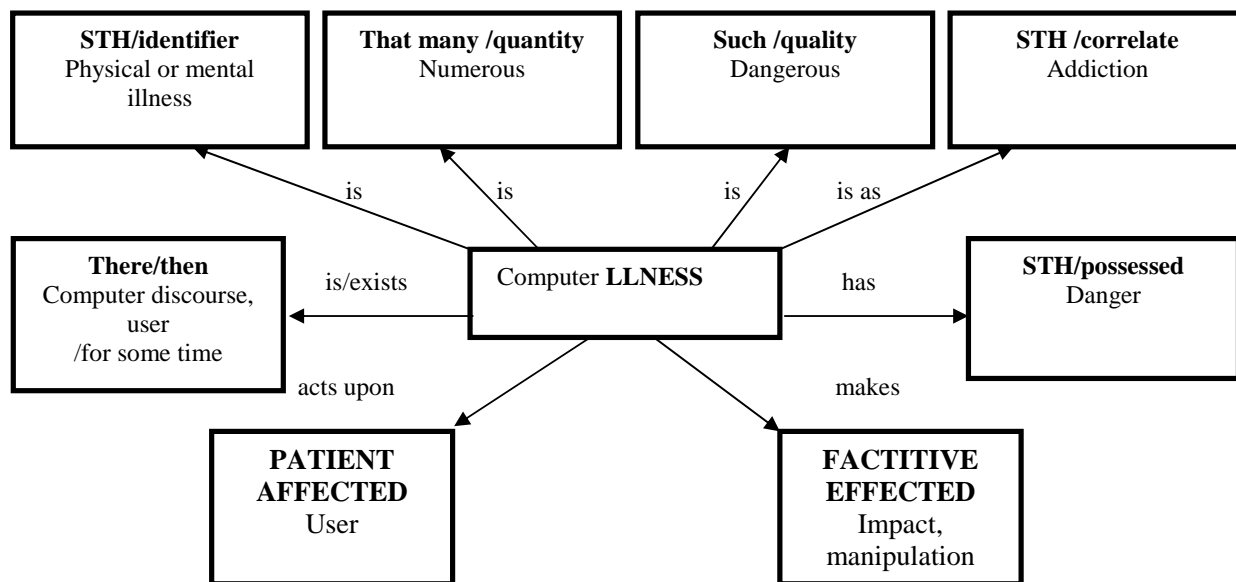 STH/identifier
Physical or mental
illness
That many /quantity
Numerous
Such /quality
Dangerous
STH /correlate
Addiction
is
is
is
is as
There/then
Computer discourse,
user
/for some time
is/exists
Computer LLNESS
has
STH/possessed
Danger
acts upon
makes
PATIENT
AFFECTED
User
FACTITIVE
EFFECTED
Impact,
manipulation